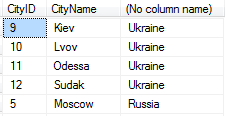 CityID CityName (No column name)
9 Kiev Ukraine
10 Lvov Ukraine
11 Odessa Ukraine
12 Sudak Ukraine
5 Moscow Russia